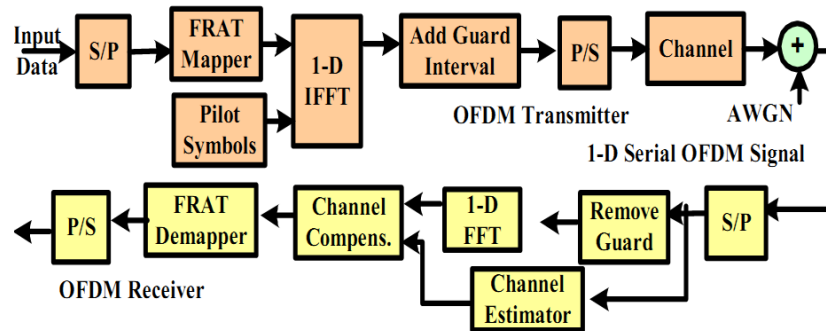 Input
Data
S/P
FRAT
Mapper
Pilot
Symbols
1-D
IFFT
Add Guard
Interval
P/S
Channel
+
AWGN
OFDM Transmitter
1-D Serial OFDM Signal
P/S
FRAT
Demapper
Channel
Compens.
1-D
FFT
Remove
Guard
S/P
Channel
Estimator
OFDM Receiver